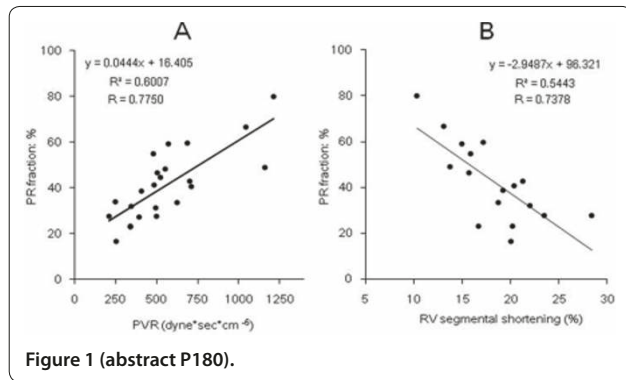 A
y = 0.0444x + 16.405
R² = 0.6007
R = 0.7750
PR fraction: %
100
80
60
40
20
0
0 250 500 750 1000 1250
PVR (dyne*sec*cm⁻⁶)
B
y = -2.9487x + 96.321
R² = 0.5443
R = 0.7378
PR fraction: %
100
80
60
40
20
0
5 10 15 20 25 30
RV segmental shortening (%)
Figure 1 (abstract P180).